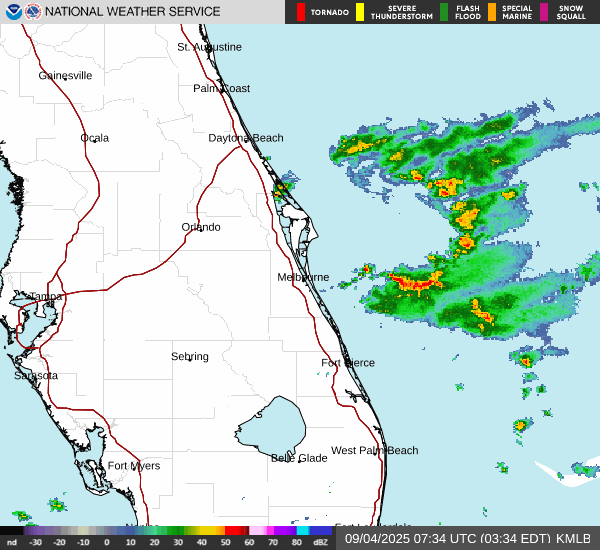 NATIONAL WEATHER SERVICE
TORNADO
SEVERE
THUNDERSTORM
FLASH
FLOOD
SPECIAL
MARINE
SNOW
SQUALL
St. Augustine
Gainesville
Palm Coast
Ocala
Daytona Beach
Orlando
Melbourne
Tampa
Sebring
Fort Pierce
Sarasota
West Palm Beach
Belle Glade
Fort Myers
nd -30 -20 -10 0 10 20 30 40 50 60 70 80 dBZ
09/04/2025 07:34 UTC (03:34 EDT) KMLB